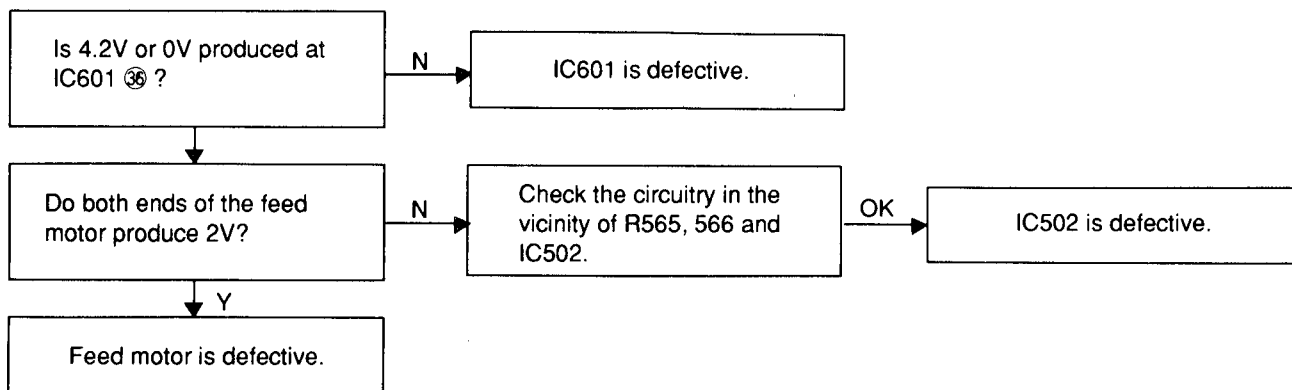 Is 4.2V or 0V produced at
IC601 ㊱ ?
N
IC601 is defective.
Do both ends of the feed
motor produce 2V?
N
Check the circuitry in the
vicinity of R565, 566 and
IC502.
OK
IC502 is defective.
Y
Feed motor is defective.